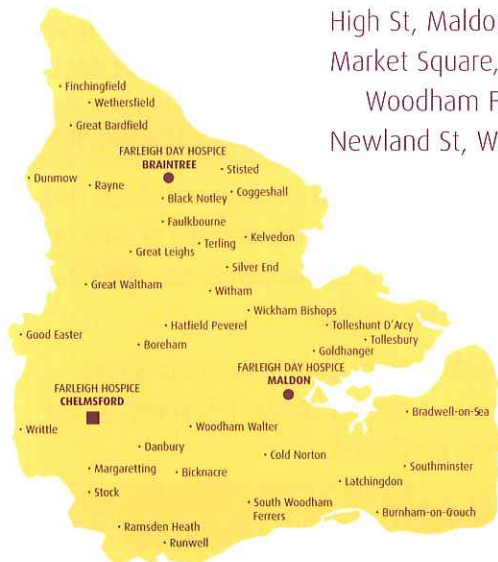 High St, Maldo
Market Square,
Woodham F
Newland St, W
Finchingfield
Wethersfield
Great Bardfield
FARLEIGH DAY HOSPICE
BRAINTREE
Stisted
Dunmow
Rayne
Coggeshall
Black Notley
Faulkbourne
Kelvedon
Terling
Great Leighs
Silver End
Great Waltham
Witham
Wickham Bishops
Hatfield Peverel
Tolleshunt D'Arcy
Good Easter
Tollesbury
Boreham
Goldhanger
FARLEIGH DAY HOSPICE
MALDON
FARLEIGH HOSPICE
CHELMSFORD
Bradwell-on-Sea
Writtle
Woodham Walter
Danbury
Cold Norton
Margaretting
Bicknacre
Southminster
Latchingdon
Stock
South Woodham
Ferrers
Burnham-on-Crouch
Ramsden Heath
Runwell